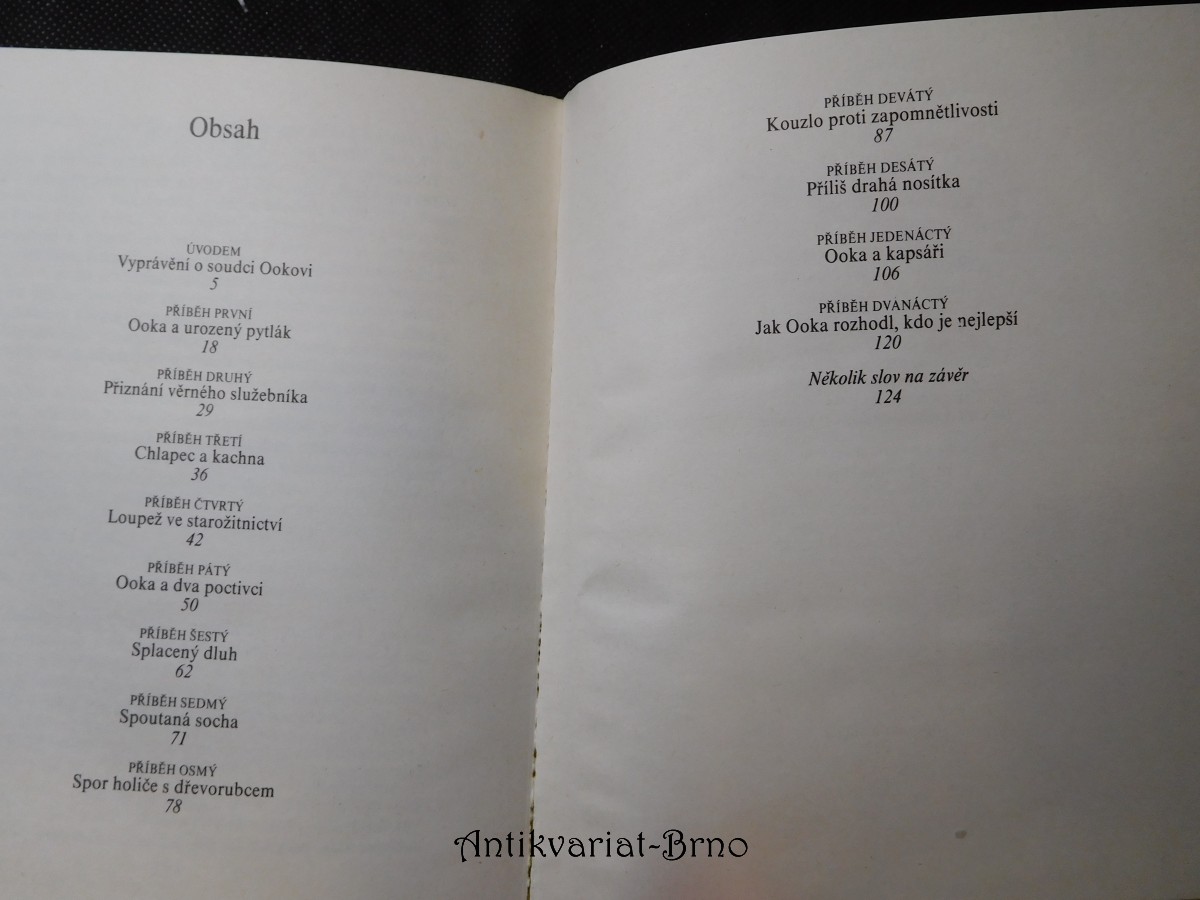 Obsah
ÚVODEM
Vyprávění o soudci Ookovi
5
PŘÍBĚH PRVNÍ
Ooka a urozený pytlák
18
PŘÍBĚH DRUHÝ
Přiznání věrného služebníka
29
PŘÍBĚH TŘETÍ
Chlapec a kachna
36
PŘÍBĚH ČTVRTÝ
Loupež ve starožitnictví
42
PŘÍBĚH PÁTÝ
Ooka a dva poctivci
50
PŘÍBĚH ŠESTÝ
Splacený dluh
62
PŘÍBĚH SEDMÝ
Spoutaná socha
71
PŘÍBĚH OSMÝ
Spor holiče s dřevorubcem
78
PŘÍBĚH DEVÁTÝ
Kouzlo proti zapomnětlivosti
87
PŘÍBĚH DESÁTÝ
Příliš drahá nosítka
100
PŘÍBĚH JEDENÁCTÝ
Ooka a kapsáři
106
PŘÍBĚH DVANÁCTÝ
Jak Ooka rozhodl, kdo je nejlepší
120
Několik slov na závěr
124
Antikvariat-Brno